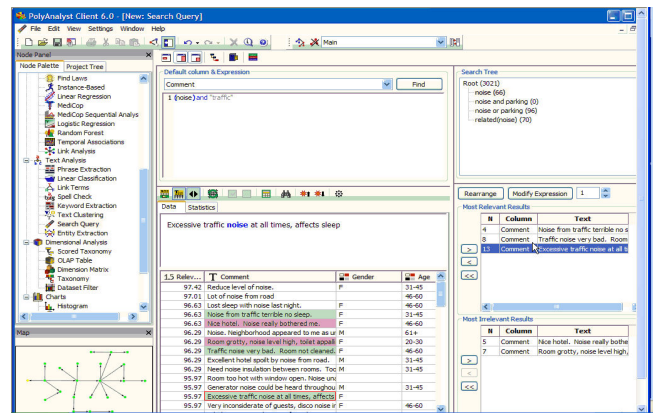 PolyAnalyst Client 6.0 - [New: Search Query]
File Edit View Settings Window Help
Main
Node Panel
Node Palette Project Tree
Find Laws
Instance-Based
Linear Regression
MedCop
MedCop Sequential Analys
Logistic Regression
Random Forest
Temporal Associations
Link Analysis
Text Analysis
Phrase Extraction
Linear Classification
Link Terms
Spell Check
Keyword Extraction
Text Clustering
Search Query
Entity Extraction
Dimensional Analysis
Scored Taxonomy
OLAP Table
Dimension Matrix
Taxonomy
Dataset Filter
Charts
Histogram
Map
Default column & Expression
Comment
Find
1 (noise) and "traffic"
Data Statistics
Excessive traffic noise at all times, affects sleep
1,5 Relev... Comment Gender Age
97.42 Reduce level of noise. F 31-45
97.01 Lot of noise from road 46-60
96.63 Lost sleep with noise last night. F 46-60
96.63 Noise from traffic terrible no sleep. F 31-45
96.63 Nice hotel. Noise really bothered me. F 46-60
96.29 Noise. Neighborhood appeared to me as ur M 61+
96.29 Room grotty, noise level high, toilet appalli F 20-30
96.29 Traffic noise very bad. Room not cleaned. F 46-60
96.29 Excellent hotel spoilt by noise from road. M 31-45
96.29 Need noise insulation between rooms. Too M 31-45
95.97 Room too hot with window open. Noise unc
95.97 Generator noise could be heard throughou M 31-45
95.97 Excessive traffic noise at all times, affects F
95.97 Very inconsiderate of guests, disco noise ir F 46-60
Search Tree
Root (3021)
noise (66)
noise and parking (0)
noise or parking (96)
related(noise) (70)
Rearrange Modify Expression 1
Most Relevant Results
N Column Text
4 Comment Noise from traffic terrible no s
8 Comment Traffic noise very bad. Room
13 Comment Excessive traffic noise at all ti
>
<
<<
Most Irrelevant Results
N Column Text
5 Comment Nice hotel. Noise really bothe
7 Comment Room grotty, noise level high,
>
<
<<